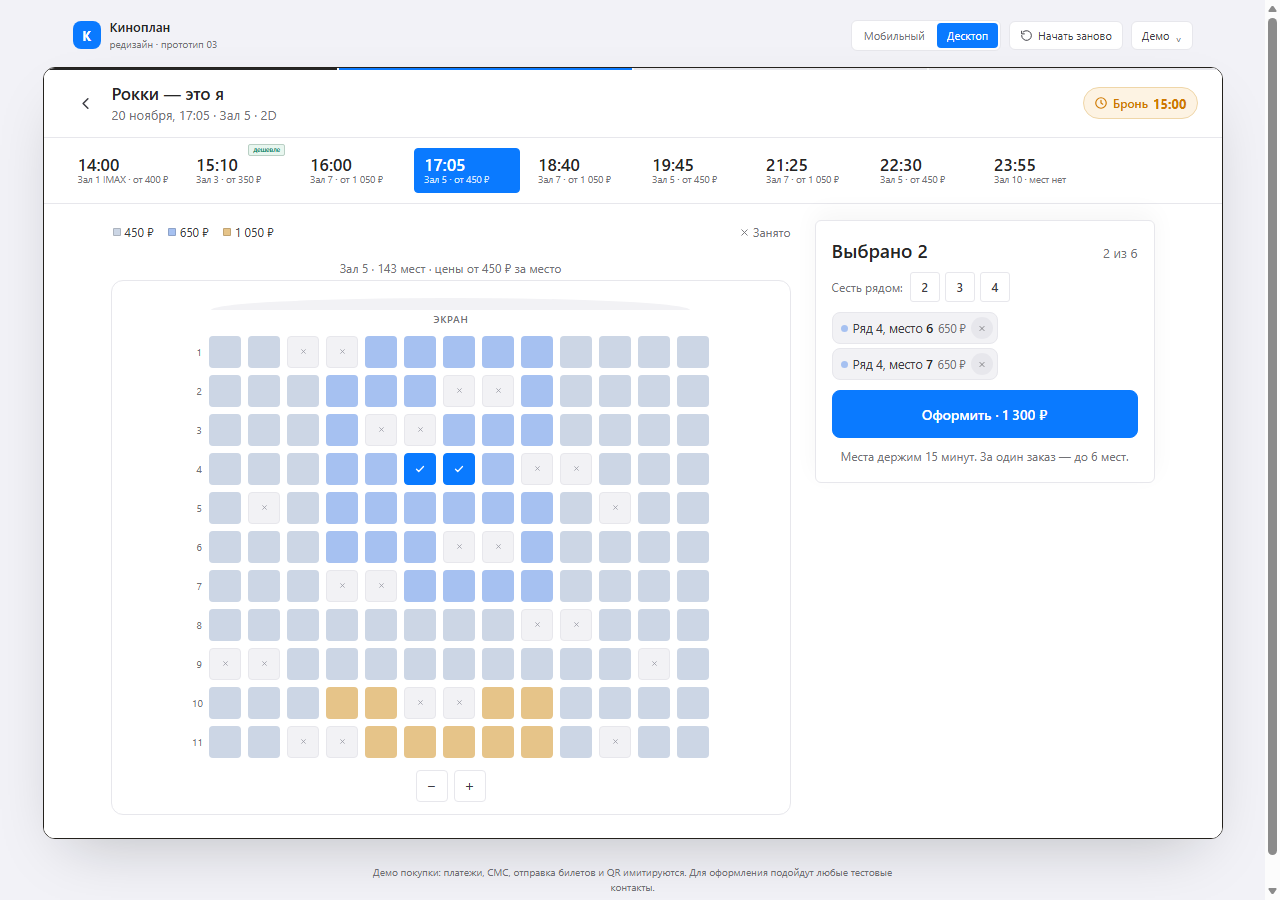 K
Киноплан
редизайн · прототип 03
Мобильный
Десктоп
Начать заново
Демо
Рокки — это я
20 ноября, 17:05 · Зал 5 · 2D
Бронь 15:00
дешевле
14:00
Зал 1 IMAX · от 400 ₽
15:10
Зал 3 · от 350 ₽
16:00
Зал 7 · от 1 050 ₽
17:05
Зал 5 · от 450 ₽
18:40
Зал 7 · от 1 050 ₽
19:45
Зал 5 · от 450 ₽
21:25
Зал 7 · от 1 050 ₽
22:30
Зал 5 · от 450 ₽
23:55
Зал 10 · мест нет
450 ₽
650 ₽
1 050 ₽
× Занято
Зал 5 · 143 мест · цены от 450 ₽ за место
ЭКРАН
1
2
3
4
5
6
7
8
9
10
11
− +
Выбрано 2
2 из 6
Сесть рядом: 2 3 4
Ряд 4, место 6 650 ₽ ×
Ряд 4, место 7 650 ₽ ×
Оформить · 1 300 ₽
Места держим 15 минут. За один заказ — до 6 мест.
Демо покупки: платежи, СМС, отправка билетов и QR имитируются. Для оформления подойдут любые тестовые
контакты.